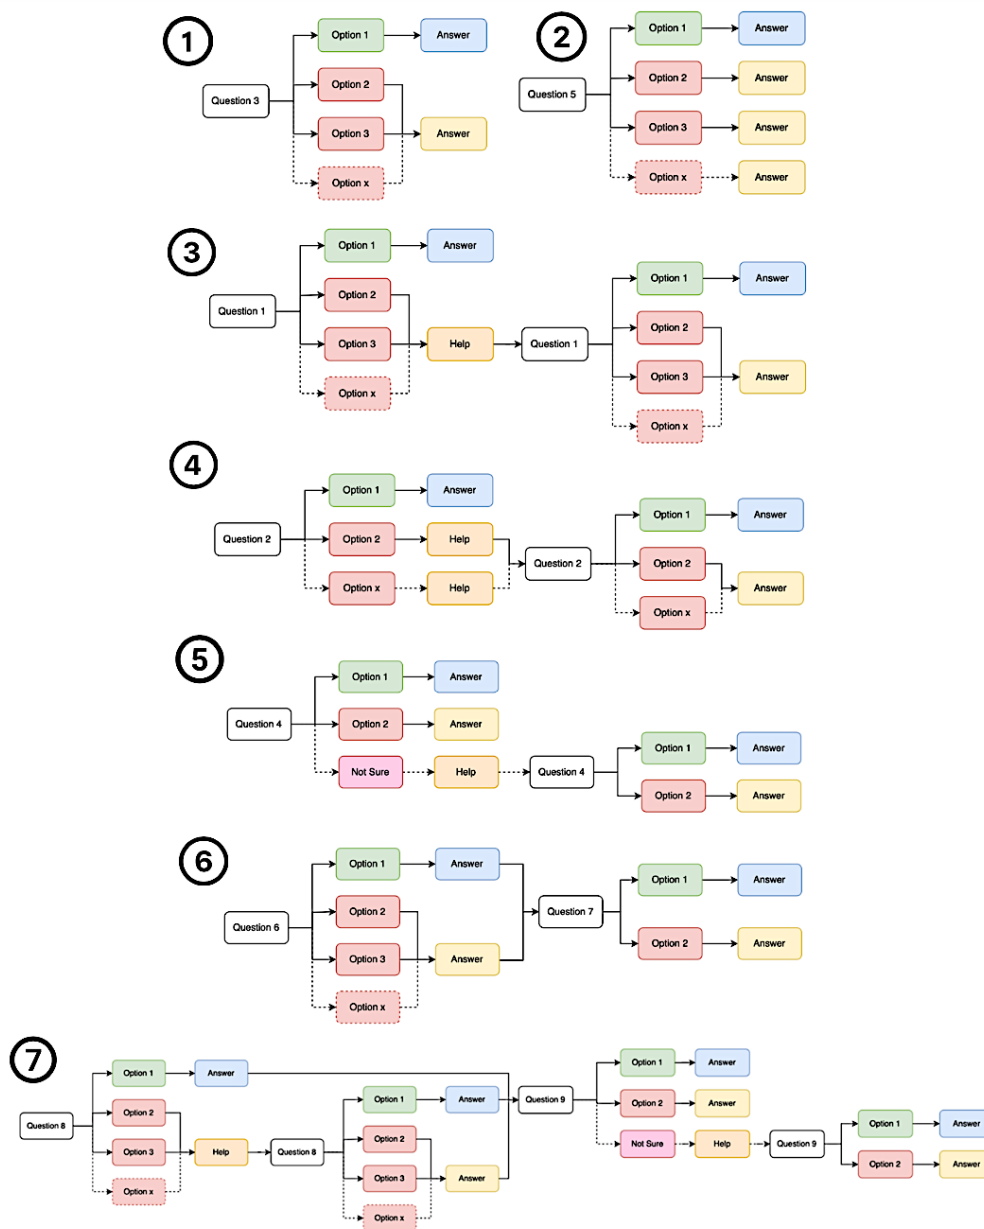 1
Option 1
Answer
Question 3
Option 2
Option 3
Answer
Option x
2
Option 1
Answer
Question 5
Option 2
Answer
Option 3
Answer
Option x
Answer
3
Option 1
Answer
Question 1
Option 2
Option 3
Help
Option x
Question 1
Option 1
Answer
Option 2
Option 3
Answer
Option x
4
Option 1
Answer
Question 2
Option 2
Help
Option x
Help
Question 2
Option 1
Answer
Option 2
Answer
Option x
5
Option 1
Answer
Question 4
Option 2
Answer
Not Sure
Help
Question 4
Option 1
Answer
Option 2
Answer
6
Option 1
Answer
Question 6
Option 2
Option 3
Answer
Option x
Question 7
Option 1
Answer
Option 2
Answer
7
Option 1
Answer
Question 8
Option 2
Option 3
Help
Option x
Question 8
Option 1
Answer
Option 2
Option 3
Answer
Option x
Question 9
Option 1
Answer
Option 2
Answer
Not Sure
Help
Question 9
Option 1
Answer
Option 2
Answer